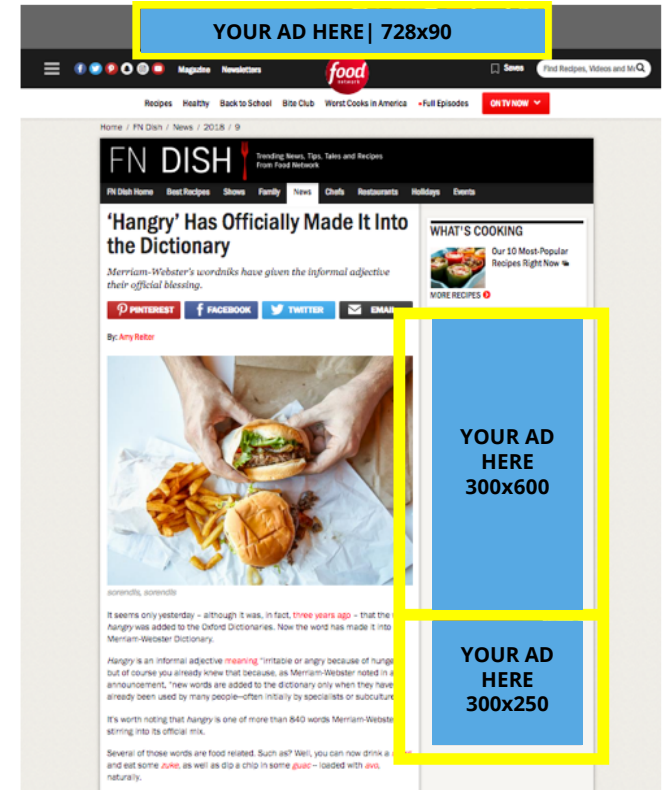 YOUR AD HERE| 728x90
Magazine Newsletters
food
network
Saves
Find Recipes, Videos and
Recipes Healthy Back to School Bite Club Worst Cooks in America •Full Episodes ON TV NOW
Home / FN Dish / News / 2018 / 9
FN DISH
Trending News, Tips, Tales and Recipes
From Food Network
FN Dish Home Best Recipes Shows Family News Chefs Restaurants Holidays Events
‘Hangry’ Has Officially Made It Into
the Dictionary
Merriam-Webster's wordniks have given the informal adjective
their official blessing.
PINTEREST FACEBOOK TWITTER EMAIL
By: Amy Reiter
WHAT'S COOKING
Our 10 Most-Popular
Recipes Right Now
MORE RECIPES
YOUR AD
HERE
300x600
sorendls, sorendls
It seems only yesterday – although it was, in fact, three years ago – that the
hangry was added to the Oxford Dictionaries. Now the word has made it into
Merriam-Webster Dictionary.
Hangry is an informal adjective meaning "irritable or angry because of hunge
but of course you already knew that because, as Merriam-Webster noted in a
announcement, "new words are added to the dictionary only when they have
already been used by many people—often initially by specialists or subculture
It's worth noting that hangry is one of more than 840 words Merriam-Webste
stirring into its official mix.
Several of those words are food related. Such as? Well, you can now drink a
and eat some zuke, as well as dip a chip in some guac – loaded with avo,
naturally.
YOUR AD
HERE
300x250